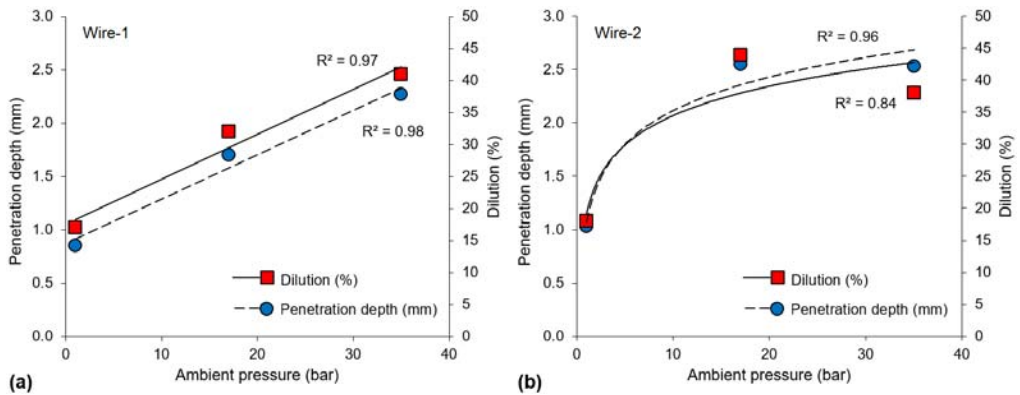 Wire-1
R² = 0.97
R² = 0.98
Penetration depth (mm)
3.0
2.5
2.0
1.5
1.0
0.5
0.0
Dilution (%)
50
45
40
35
30
25
20
15
10
5
0
Dilution (%)
Penetration depth (mm)
0
10
20
30
40
Ambient pressure (bar)
(a)
Wire-2
R² = 0.96
R² = 0.84
Penetration depth (mm)
3.0
2.5
2.0
1.5
1.0
0.5
0.0
Dilution (%)
50
45
40
35
30
25
20
15
10
5
0
Dilution (%)
Penetration depth (mm)
0
10
20
30
40
Ambient pressure (bar)
(b)